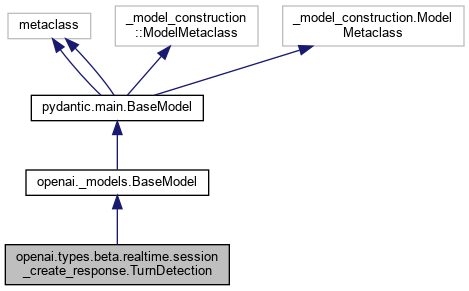 metaclass
_model_construction
::ModelMetaclass
_model_construction.Model
Metaclass
pydantic.main.BaseModel
openai._models.BaseModel
openai.types.beta.realtime.session
_create_response.TurnDetection